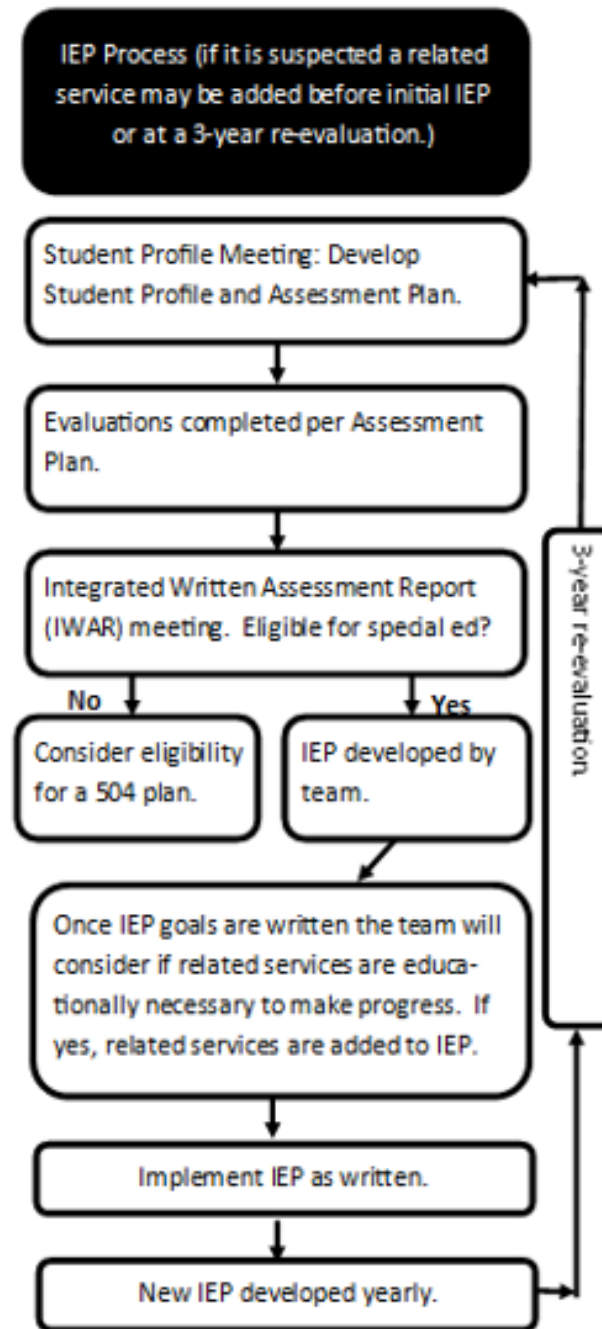 IEP Process (if it is suspected a related
service may be added before initial IEP
or at a 3-year re-evaluation.)
Student Profile Meeting: Develop
Student Profile and Assessment Plan.
Evaluations completed per Assessment
Plan.
Integrated Written Assessment Report
(IWAR) meeting.  Eligible for special ed?
No
Yes
Consider eligibility
for a 504 plan.
IEP developed by
team.
Once IEP goals are written the team will
consider if related services are educa-
tionally necessary to make progress.  If
yes, related services are added to IEP.
Implement IEP as written.
New IEP developed yearly.
3-year re-evaluation